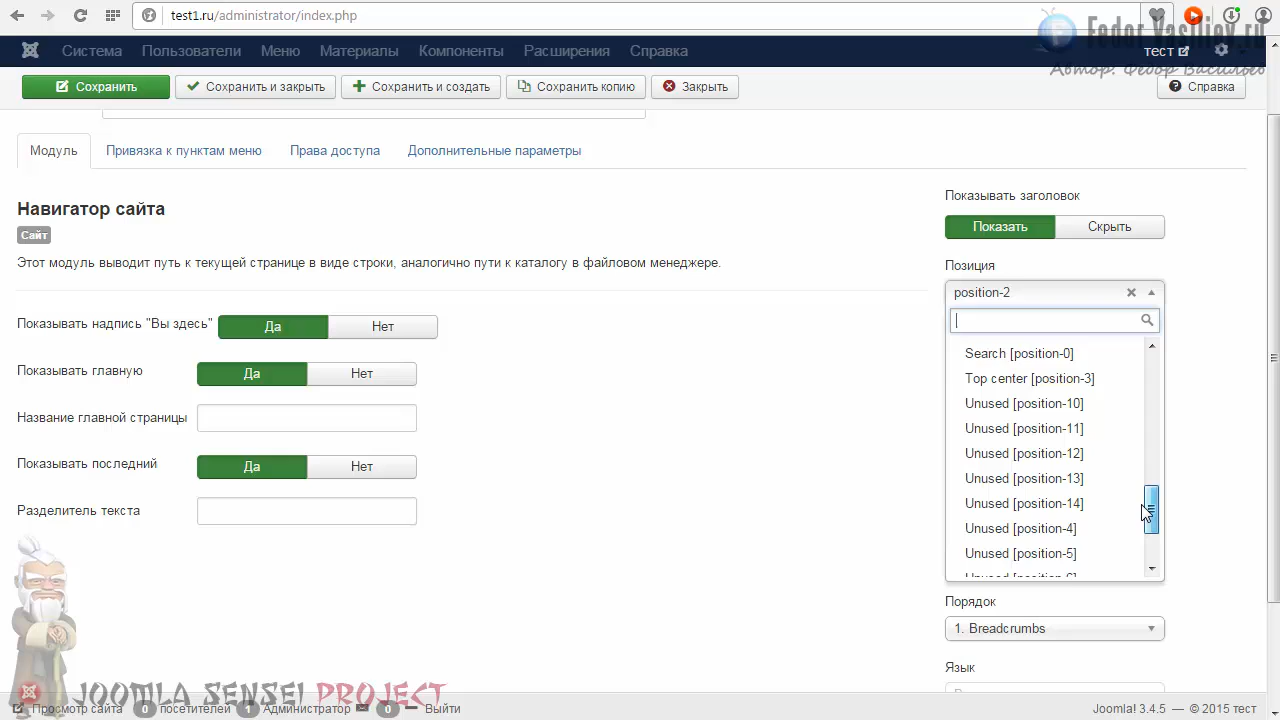 test1.ru/administrator/index.php
Fedor Vasiliev.ru
Автор: Федор Васильев
Система Пользователи Меню Материалы Компоненты Расширения Справка тест
Сохранить Сохранить и закрыть Сохранить и создать Сохранить копию Закрыть Справка
Модуль Привязка к пунктам меню Права доступа Дополнительные параметры
Навигатор сайта
Сайт
Этот модуль выводит путь к текущей странице в виде строки, аналогично пути к каталогу в файловом менеджере.
Показывать надпись "Вы здесь" Да Нет
Показывать главную Да Нет
Название главной страницы
Показывать последний Да Нет
Разделитель текста
Показывать заголовок
Показать Скрыть
Позиция
position-2
Search [position-0]
Top center [position-3]
Unused [position-10]
Unused [position-11]
Unused [position-12]
Unused [position-13]
Unused [position-14]
Unused [position-4]
Unused [position-5]
Unused [position-6]
Порядок
1. Breadcrumbs
Язык
JOOMLA SENSEI PROJECT
Просмотр сайта 0 посетителей 1 Администратор 0 Выйти
Joomla! 3.4.5 — © 2015 тест